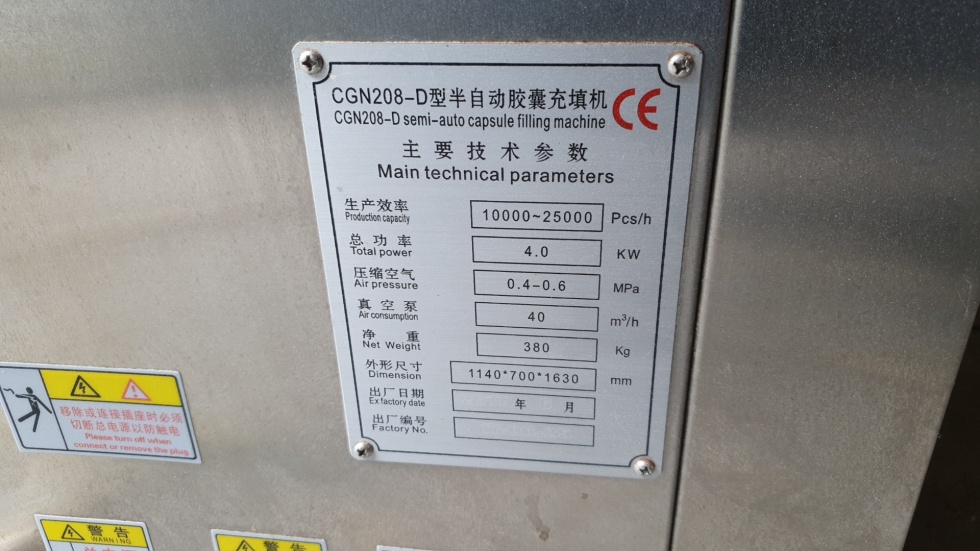 CGN208-D型半自动胶囊充填机
CGN208-D semi-auto capsule filling machine
CE
主要技术参数
Main technical parameters
生产效率
Production capacity
10000~25000 Pcs/h
总功率
Total power
4.0 KW
压缩空气
Air pressure
0.4-0.6 MPa
真空泵
Air consumption
40 m³/h
净重
Net Weight
380 Kg
外形尺寸
Dimension
1140*700*1630 mm
出厂日期
Ex factory date
年 月
出厂编号
Factory No.
移除或连接插座时必须
切断总电源以防触电
Please turn off when
connect or remove the plug
警告
WARNING
警告